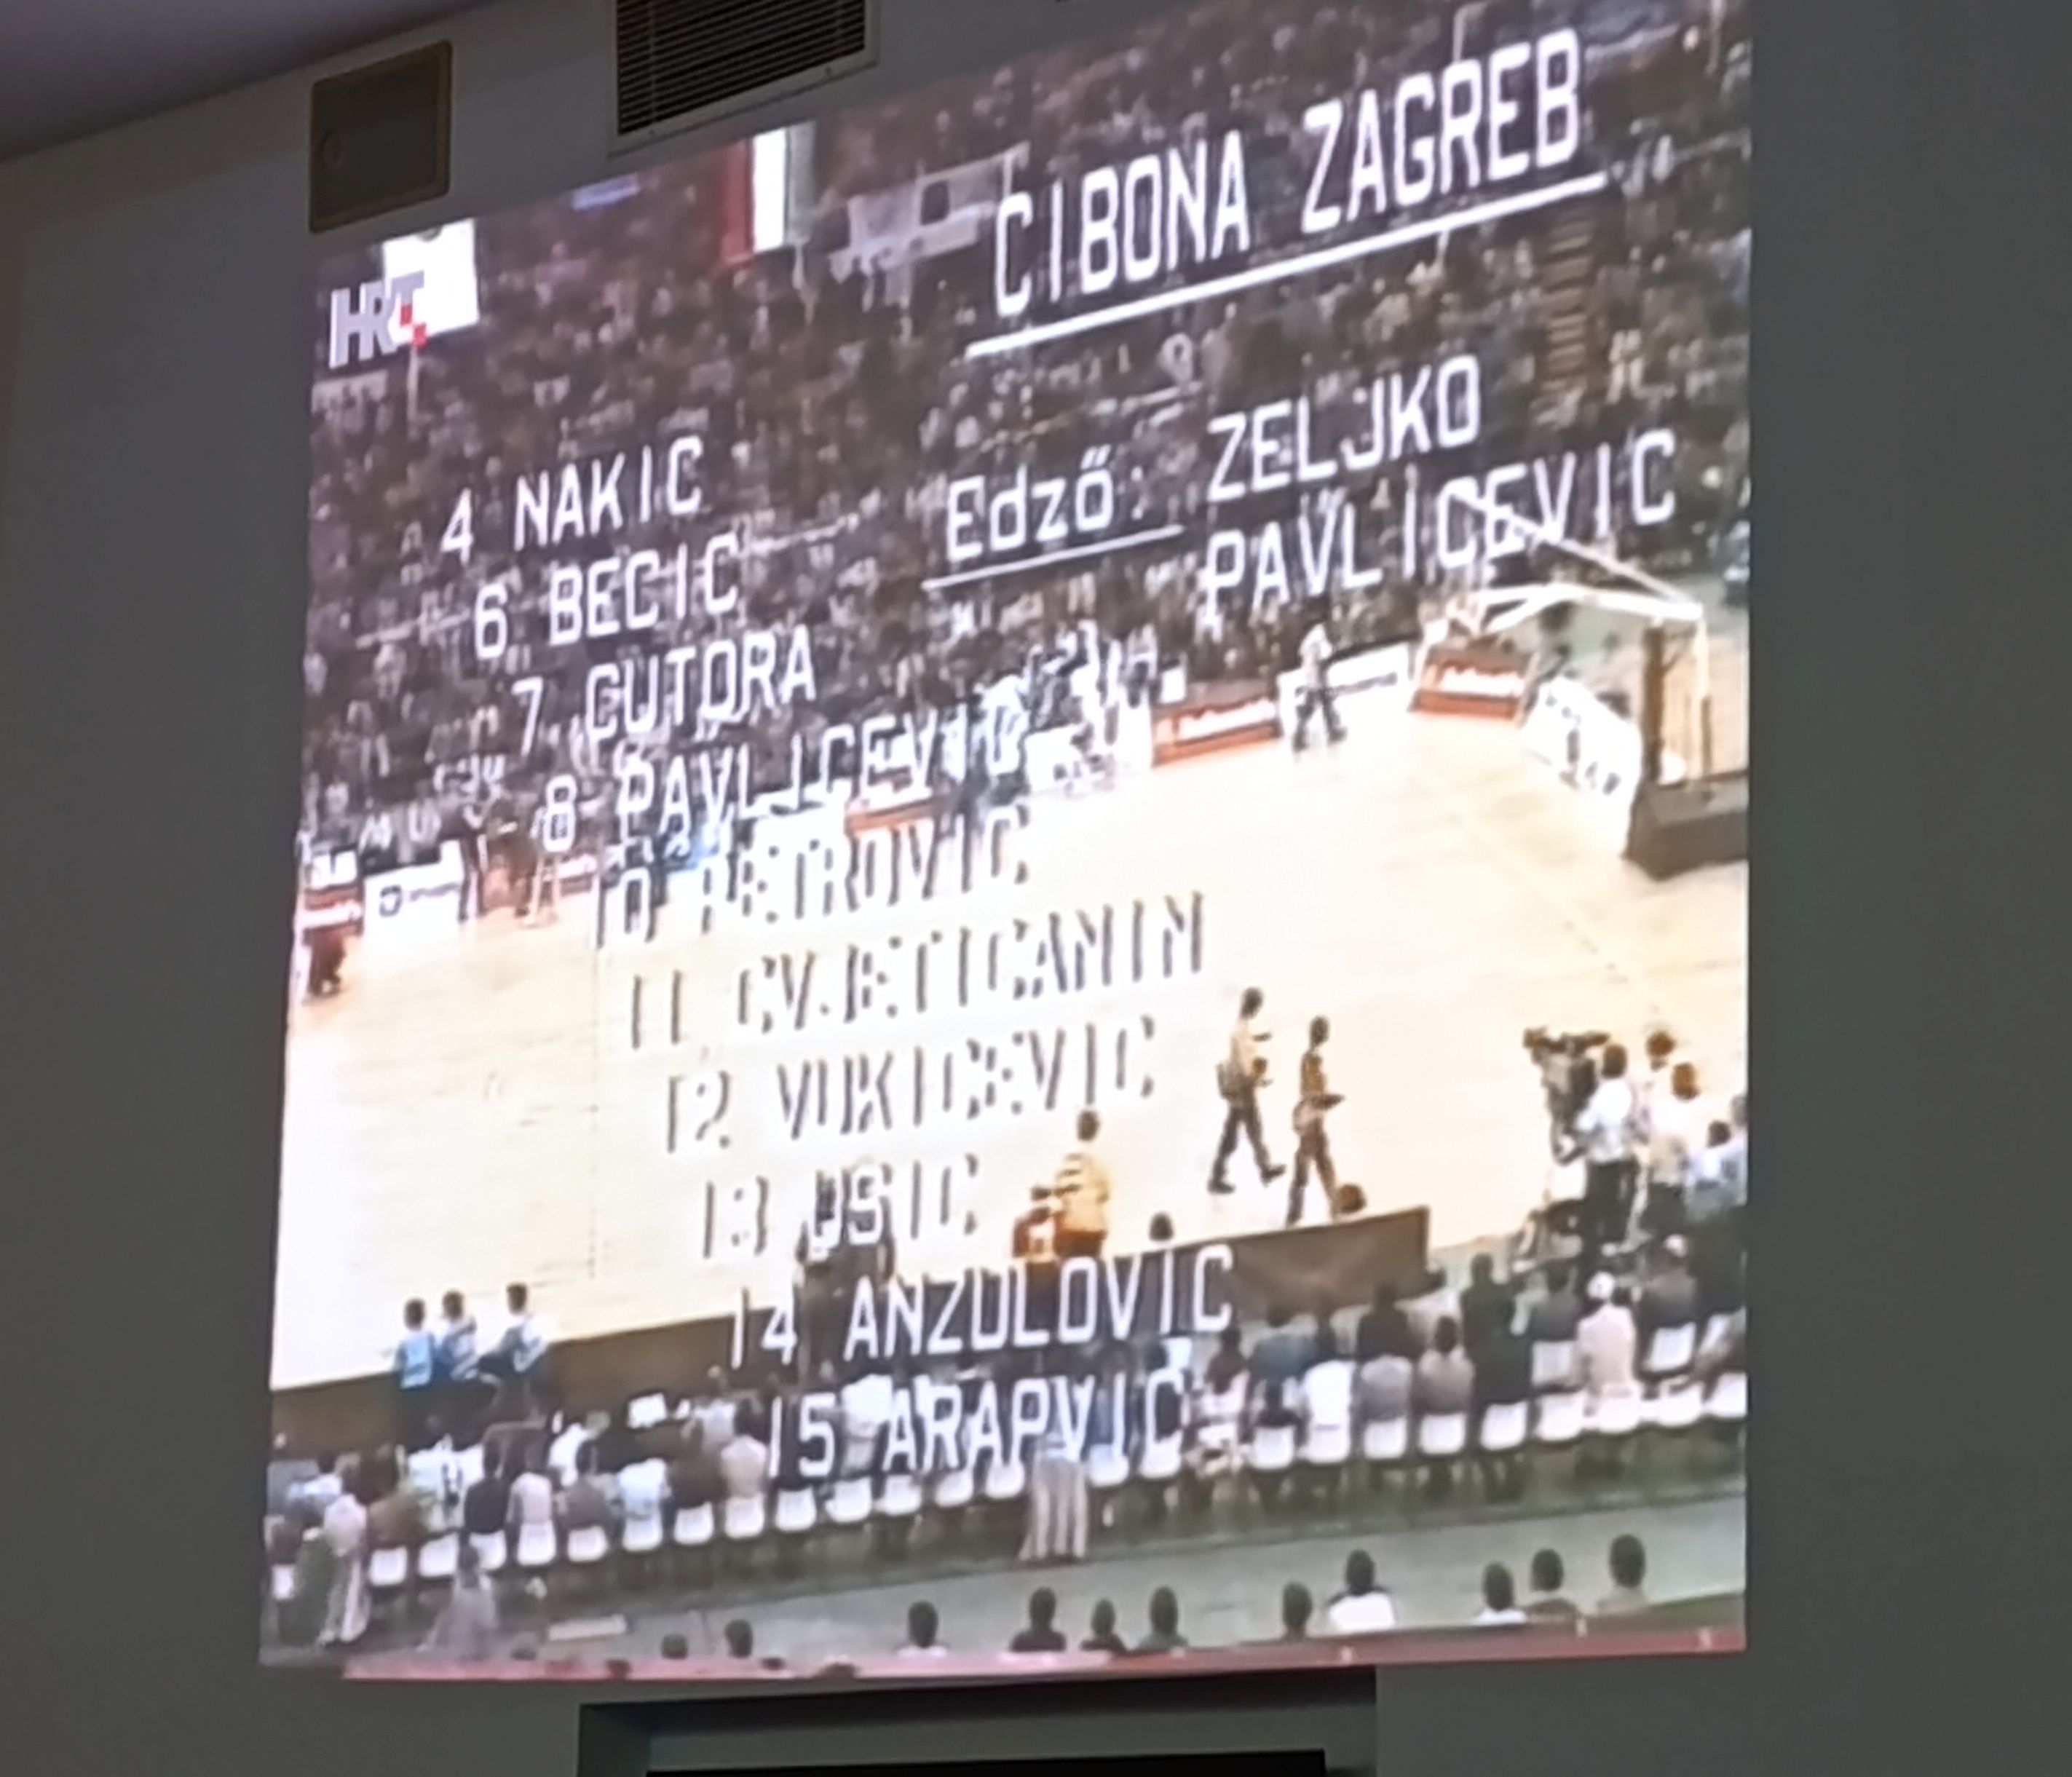 CIBONA ZAGREB
HRT
Edző: ZELJKO
PAVLICEVIC
4 NAKIC
6 BECIC
7 CUTURA
8 PAVLICEVIC
10 PETROVIC
11 CVJETICANIN
12 VUKICEVIC
13 USIC
14 ANZULOVIC
15 ARAPVIC